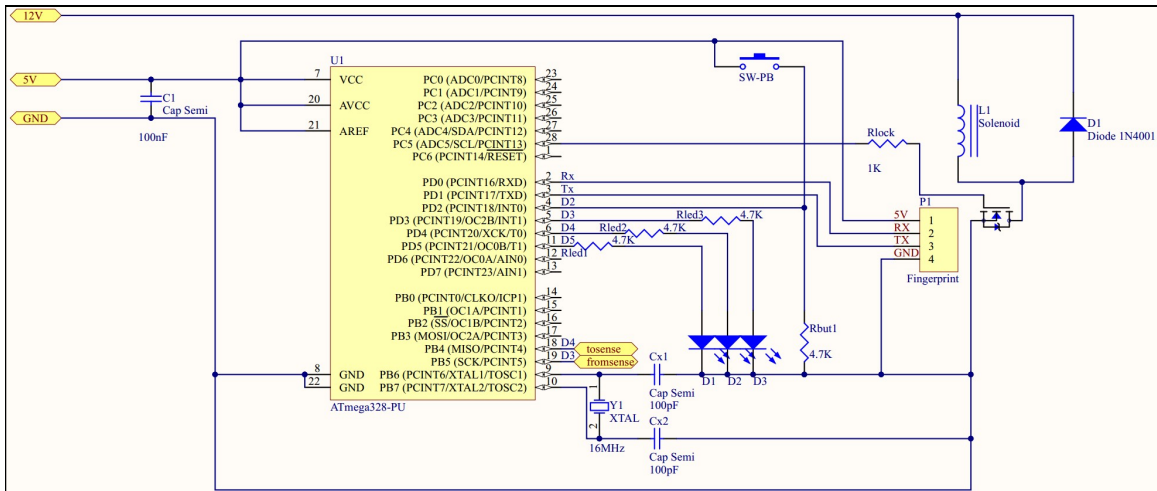 12V
5V
GND
C1
Cap Semi
100nF
U1
7
VCC
20
AVCC
21
AREF
8
GND
22
GND
PC0 (ADC0/PCINT8)
23
PC1 (ADC1/PCINT9)
24
PC2 (ADC2/PCINT10)
25
PC3 (ADC3/PCINT11)
26
PC4 (ADC4/SDA/PCINT12)
27
PC5 (ADC5/SCL/PCINT13)
28
PC6 (PCINT14/RESET)
1
PD0 (PCINT16/RXD)
2
Rx
PD1 (PCINT17/TXD)
3
Tx
PD2 (PCINT18/INT0)
4
D2
PD3 (PCINT19/OC2B/INT1)
5
D3
PD4 (PCINT20/XCK/T0)
6
D4
PD5 (PCINT21/OC0B/T1)
11
D5
PD6 (PCINT22/OC0A/AIN0)
12
PD7 (PCINT23/AIN1)
13
PB0 (PCINT0/CLKO/ICP1)
14
PB1 (OC1A/PCINT1)
15
PB2 (SS/OC1B/PCINT2)
16
PB3 (MOSI/OC2A/PCINT3)
17
PB4 (MISO/PCINT4)
18
D4
tosense
PB5 (SCK/PCINT5)
19
D3
fromsense
PB6 (PCINT6/XTAL1/TOSC1)
9
PB7 (PCINT7/XTAL2/TOSC2)
10
ATmega328-PU
SW-PB
Rlock
1K
L1
Solenoid
D1
Diode 1N4001
Rled3
4.7K
Rled2
4.7K
Rled1
4.7K
P1
5V
1
RX
2
TX
3
GND
4
Fingerprint
Rbut1
4.7K
D1
D2
D3
Cx1
Cap Semi
100pF
1
Y1
XTAL
2
16MHz
Cx2
Cap Semi
100pF